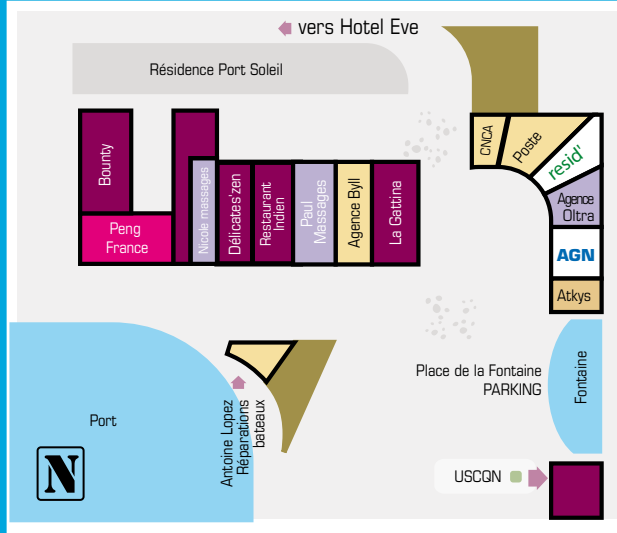 vers Hotel Eve
Résidence Port Soleil
CNCA
Poste
resid'
Agence
Oltra
AGN
Atkys
Bounty
Peng
France
Nicole massages
Délicates'zen
Restaurant
Indien
Paul
Massages
Agence Byll
La Gattina
Place de la Fontaine
PARKING
Fontaine
Port
Antoine Lopez
Réparations
bateaux
N
USCQN